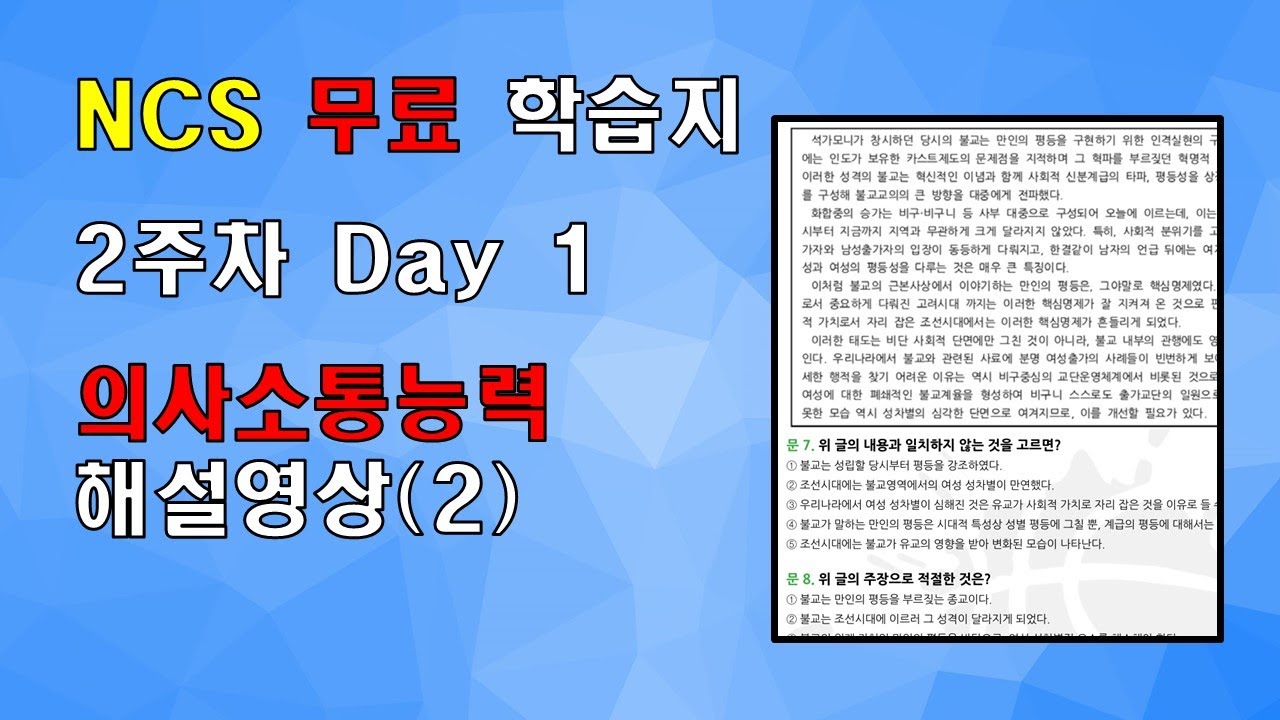 NCS 무료 학습지
2주차 Day 1
의사소통능력
해설영상(2)
석가모니가 창시하던 당시의 불교는 만인의 평등을 구현하기 위한 인격실현의
에는 인도가 보유한 카스트제도의 문제점을 지적하며 그 혁파를 부르짖던 혁명적
이러한 성격의 불교는 혁신적인 이념과 함께 사회적 신분계급의 타파, 평등성을
를 구성해 불교교의의 큰 방향을 대중에게 전파했다.
화합중의 승가는 비구·비구니 등 사부 대중으로 구성되어 오늘에 이르는데, 이는
시부터 지금까지 지역과 무관하게 크게 달라지지 않았다. 특히, 사회적 분위기를
가자와 남성출가자의 입장이 동등하게 다뤄지고, 한결같이 남자의 언급 뒤에는
성과 여성의 평등성을 다루는 것은 매우 큰 특징이다.
이처럼 불교의 근본사상에서 이야기하는 만인의 평등은, 그야말로 핵심명제였다.
로서 중요하게 다뤄진 고려시대 까지는 이러한 핵심명제가 잘 지켜져 온 것으로
적 가치로서 자리 잡은 조선시대에서는 이러한 핵심명제가 흔들리게 되었다.
이러한 태도는 비단 사회적 단면에만 그친 것이 아니라, 불교 내부의 관행에도
인다. 우리나라에서 불교와 관련된 사료에 분명 여성출가의 사례들이 빈번하게
세한 행적을 찾기 어려운 이유는 역시 비구중심의 교단운영체계에서 비롯된 것으로
여성에 대한 폐쇄적인 불교계율을 형성하여 비구니 스스로도 출가교단의 일원으로
못한 모습 역시 성차별의 심각한 단면으로 여겨지므로, 이를 개선할 필요가 있다.
문 7. 위 글의 내용과 일치하지 않는 것을 고르면?
① 불교는 성립할 당시부터 평등을 강조하였다.
② 조선시대에는 불교영역에서의 여성 성차별이 만연했다.
③ 우리나라에서 여성 성차별이 심해진 것은 유교가 사회적 가치로 자리 잡은 것을 이유로 들
④ 불교가 말하는 만인의 평등은 시대적 특성상 성별 평등에 그칠 뿐, 계급의 평등에 대해서는
⑤ 조선시대에는 불교가 유교의 영향을 받아 변화된 모습이 나타난다.
문 8. 위 글의 주장으로 적절한 것은?
① 불교는 만인의 평등을 부르짖는 종교이다.
② 불교는 조선시대에 이르러 그 성격이 달라지게 되었다.